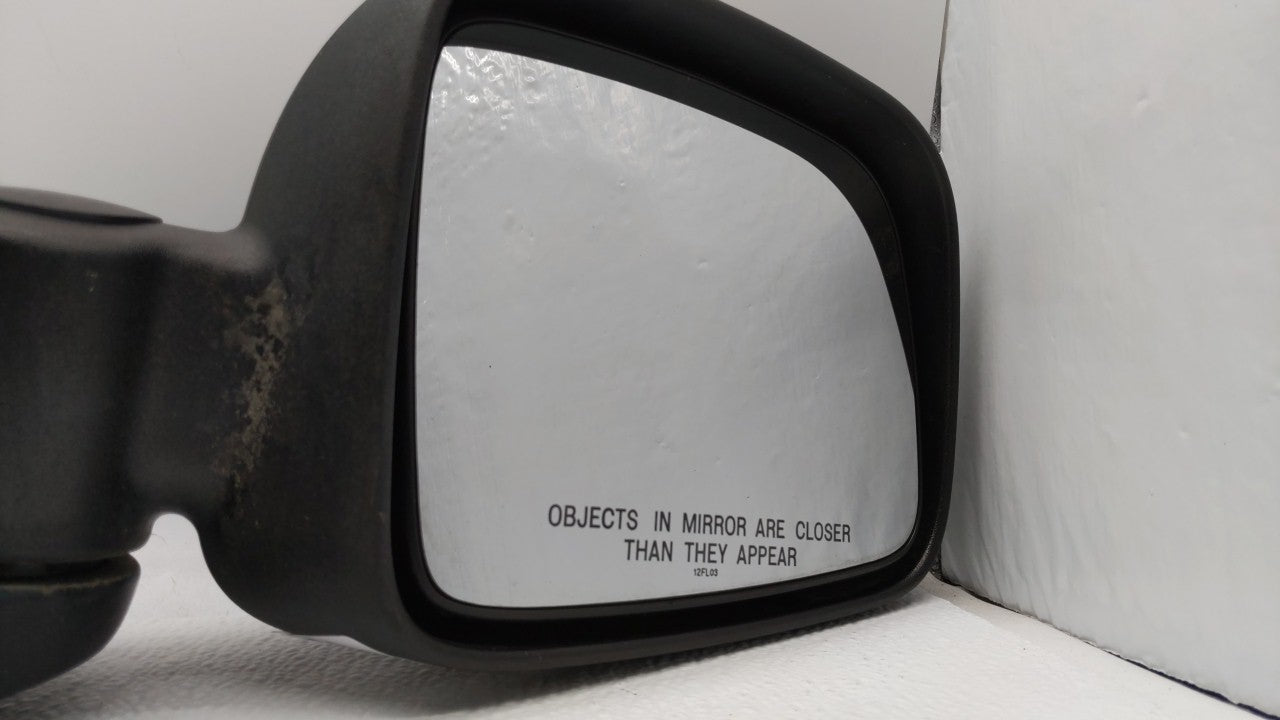 OBJECTS IN MIRROR ARE CLOSER
THAN THEY APPEAR
12FL03